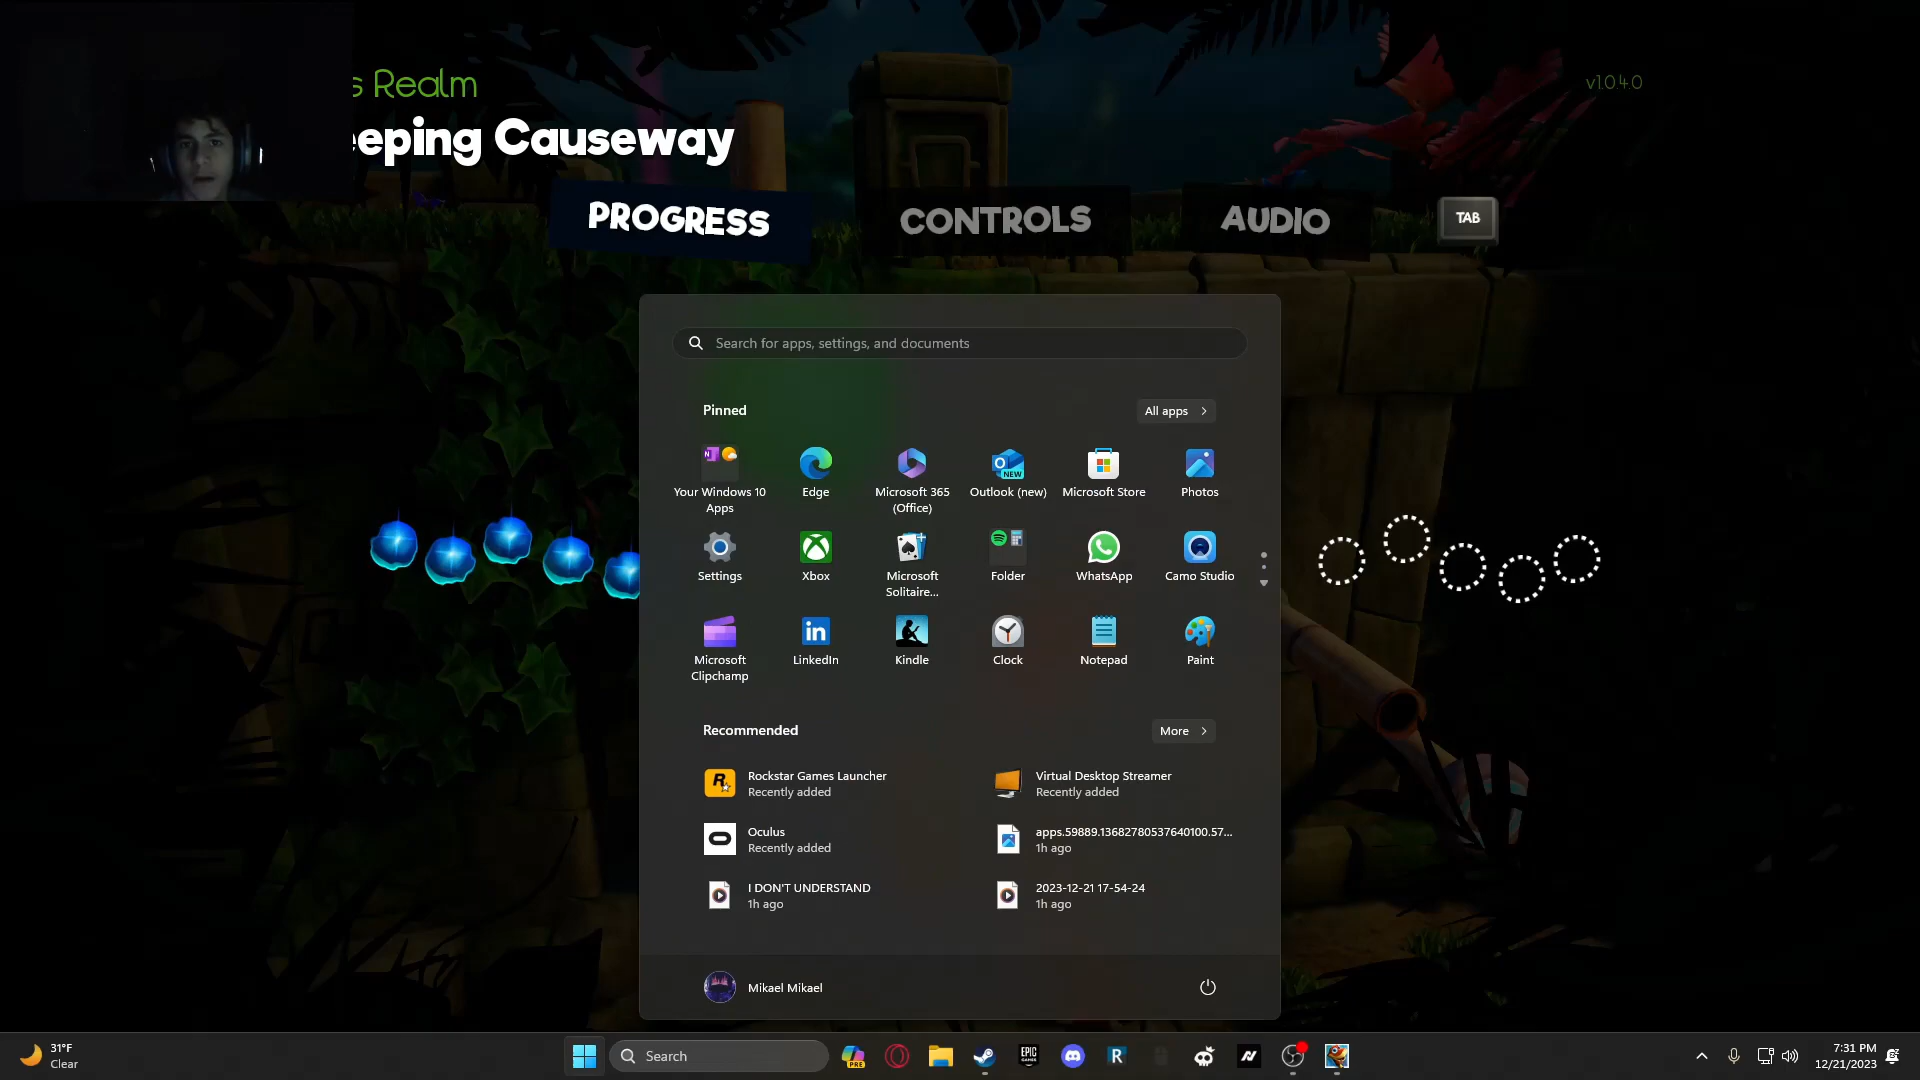 s Realm
eeping Causeway
v1.0.4.0
PROGRESS
CONTROLS
AUDIO
TAB
Search for apps, settings, and documents
Pinned
All apps
Your Windows 10 Apps
Edge
Microsoft 365 (Office)
Outlook (new)
Microsoft Store
Photos
Settings
Xbox
Microsoft Solitaire...
Folder
WhatsApp
Camo Studio
Microsoft Clipchamp
LinkedIn
Kindle
Clock
Notepad
Paint
Recommended
More
Rockstar Games Launcher
Recently added
Virtual Desktop Streamer
Recently added
Oculus
Recently added
apps.59889.13682780537640100.57...
1h ago
I DON'T UNDERSTAND
1h ago
2023-12-21 17-54-24
1h ago
Mikael Mikael
31°F
Clear
Search
PRE
EPIC GAMES
7:31 PM
12/21/2023